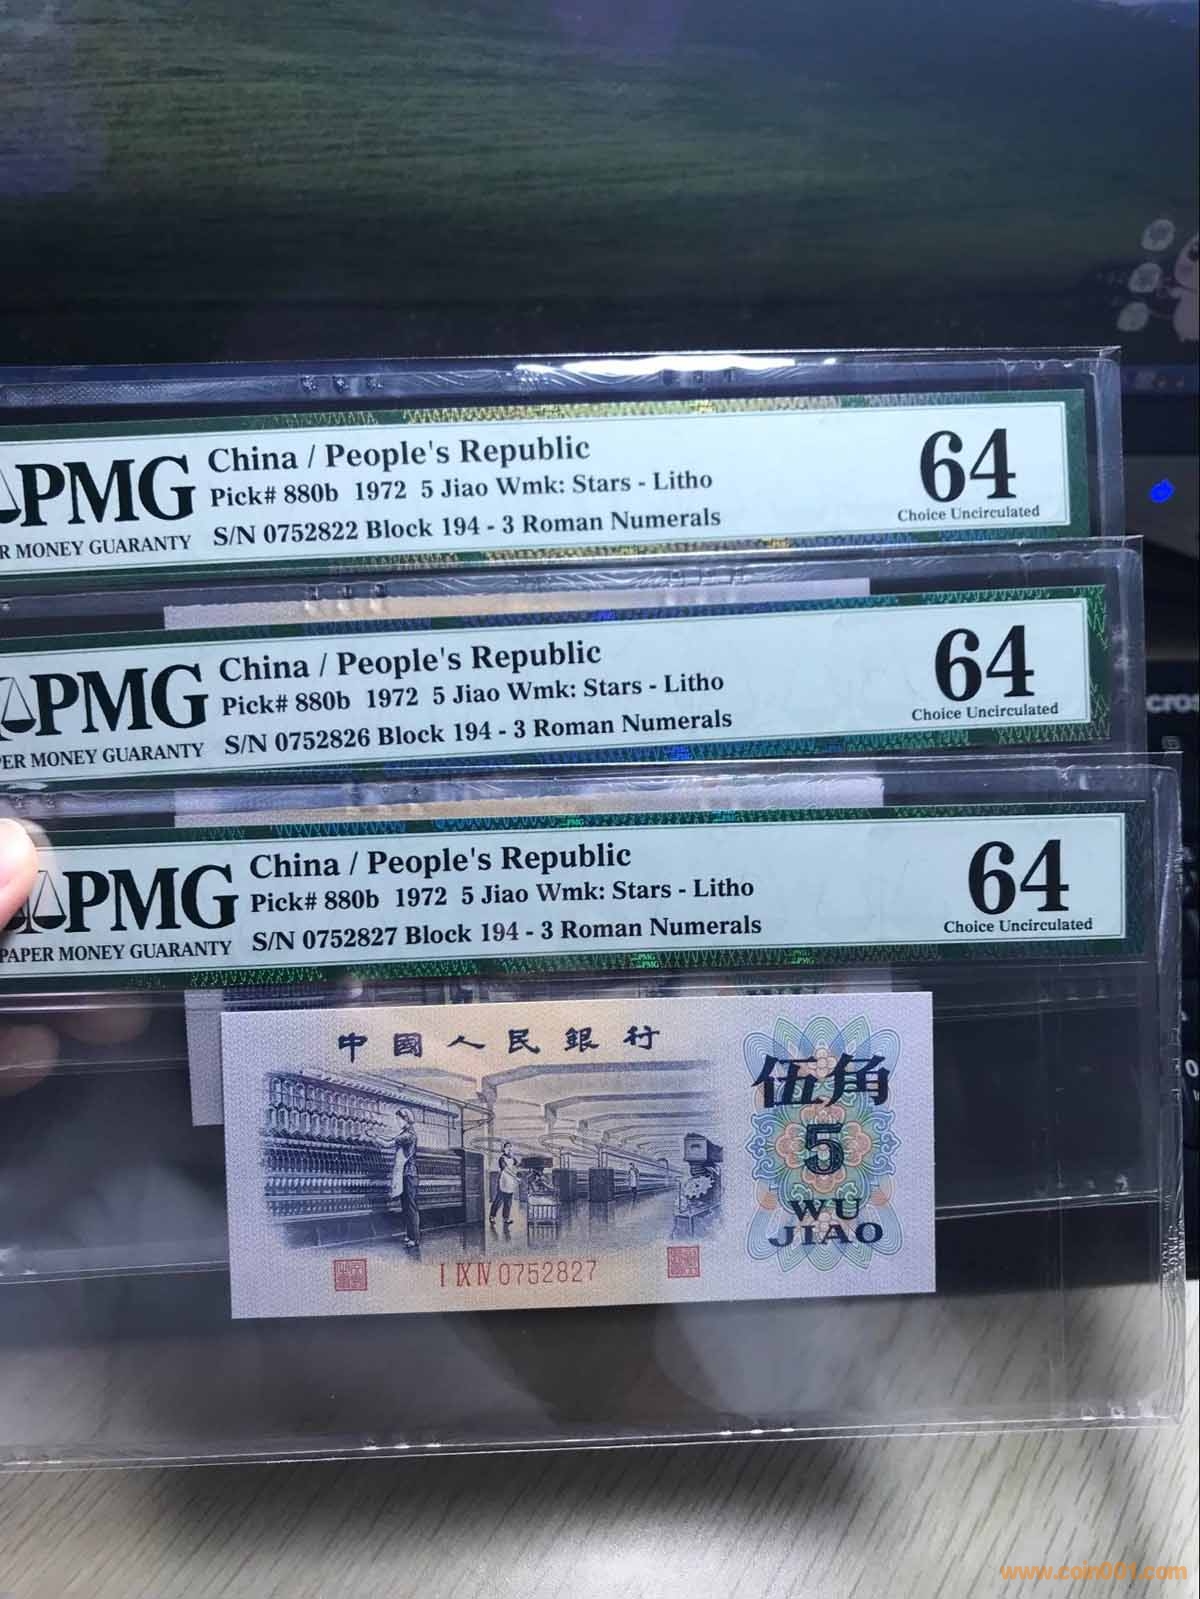 PMG
R MONEY GUARANTY
China / People's Republic
Pick# 880b 1972 5 Jiao Wmk: Stars - Litho
S/N 0752822 Block 194 - 3 Roman Numerals
64
Choice Uncirculated
PMG
ER MONEY GUARANTY
China / People's Republic
Pick# 880b 1972 5 Jiao Wmk: Stars - Litho
S/N 0752826 Block 194 - 3 Roman Numerals
64
Choice Uncirculated
PMG
PAPER MONEY GUARANTY
China / People's Republic
Pick# 880b 1972 5 Jiao Wmk: Stars - Litho
S/N 0752827 Block 194 - 3 Roman Numerals
64
Choice Uncirculated
中國人民銀行
伍角
5
WU
JIAO
I IX IV 0752827
www.coin001.com